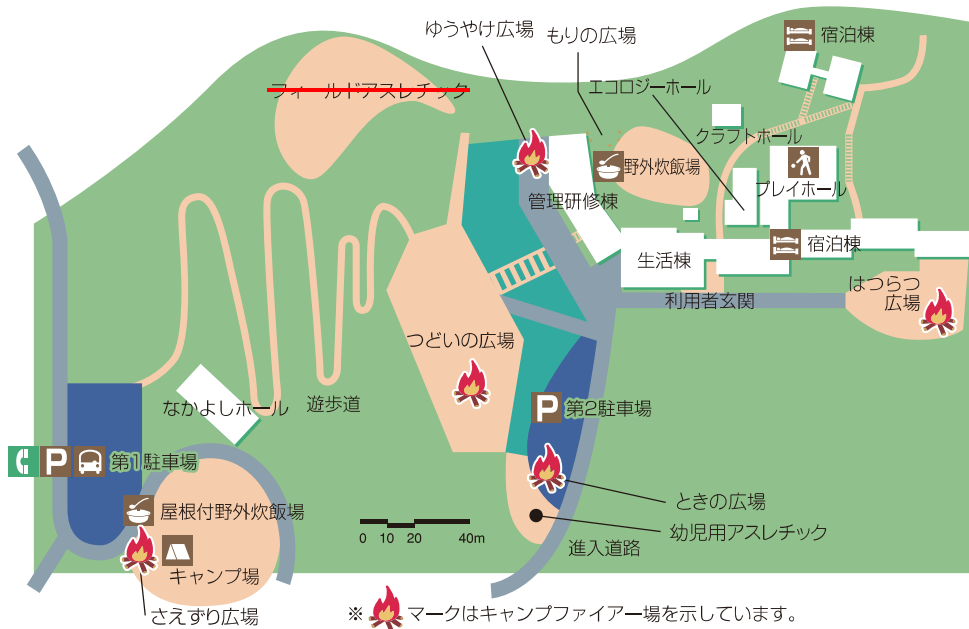 ゆうやけ広場
もりの広場
宿泊棟
エコロジーホール
フィールドアスレチック
クラフトホール
野外炊飯場
プレイホール
管理研修棟
生活棟
宿泊棟
はつらつ
広場
利用者玄関
つどいの広場
なかよしホール
遊歩道
P 第2駐車場
P 第1駐車場
ときの広場
屋根付野外炊飯場
幼児用アスレチック
0 10 20 40m
進入道路
キャンプ場
さえずり広場
※ マークはキャンプファイアー場を示しています。